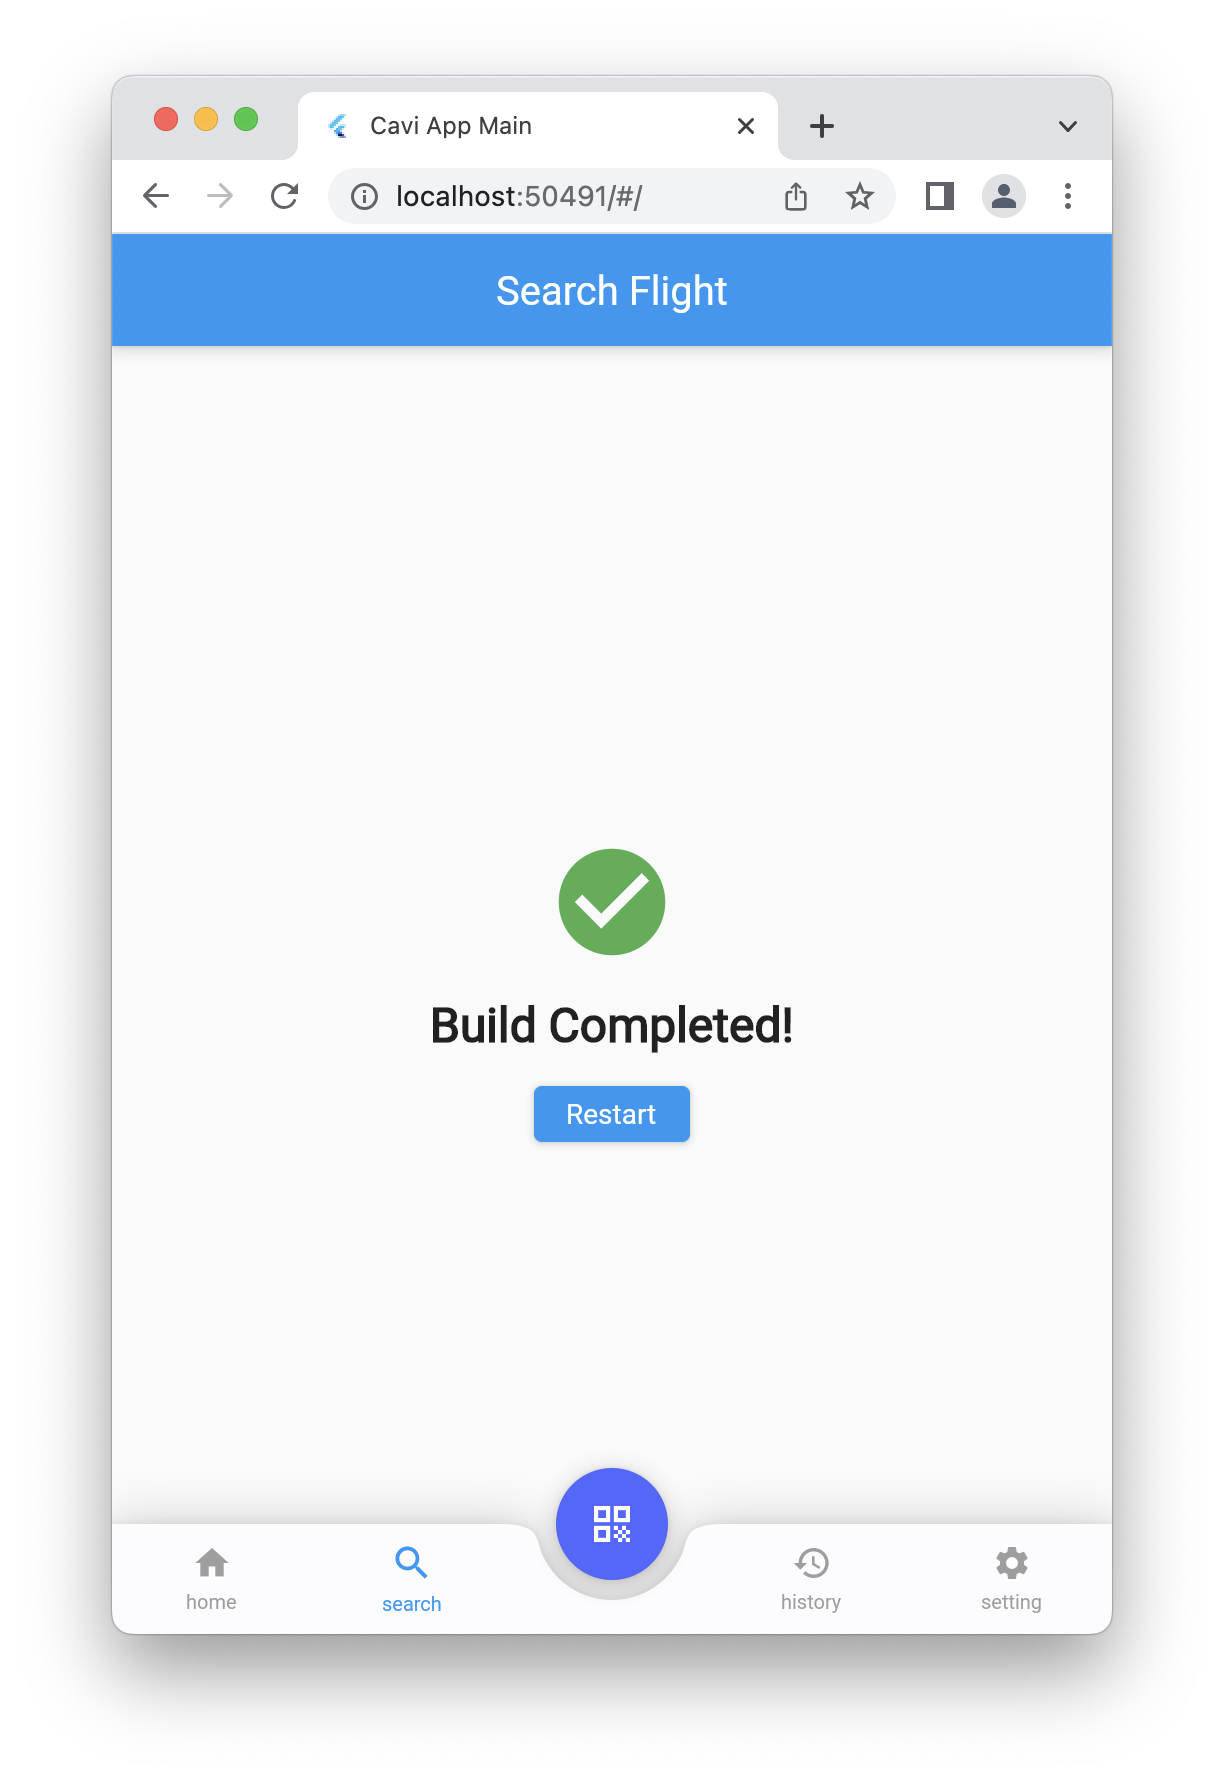 Cavi App Main
localhost:50491/#/
Search Flight
Build Completed!
Restart
home
search
history
setting